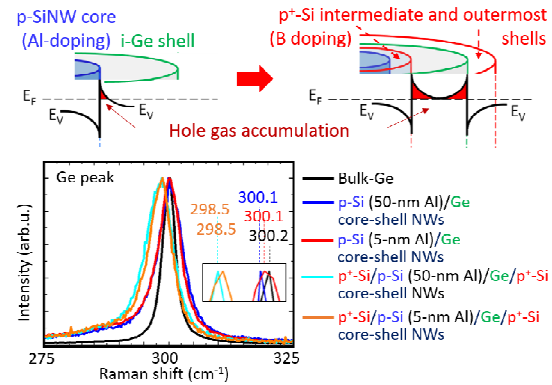 p-SiNW core
(Al-doping) i-Ge shell
p⁺-Si intermediate and outermost
(B doping) shells
E_F
E_V
E_V
Hole gas accumulation
E_F
E_V
E_V
Ge peak
298.5
298.5
300.1
300.1
300.2
Intensity (arb.u.)
275 300 325
Raman shift (cm⁻¹)
Bulk-Ge
p-Si (50-nm Al)/Ge
core-shell NWs
p-Si (5-nm Al)/Ge
core-shell NWs
p⁺-Si/p-Si (50-nm Al)/Ge/p⁺-Si
core-shell NWs
p⁺-Si/p-Si (5-nm Al)/Ge/p⁺-Si
core-shell NWs